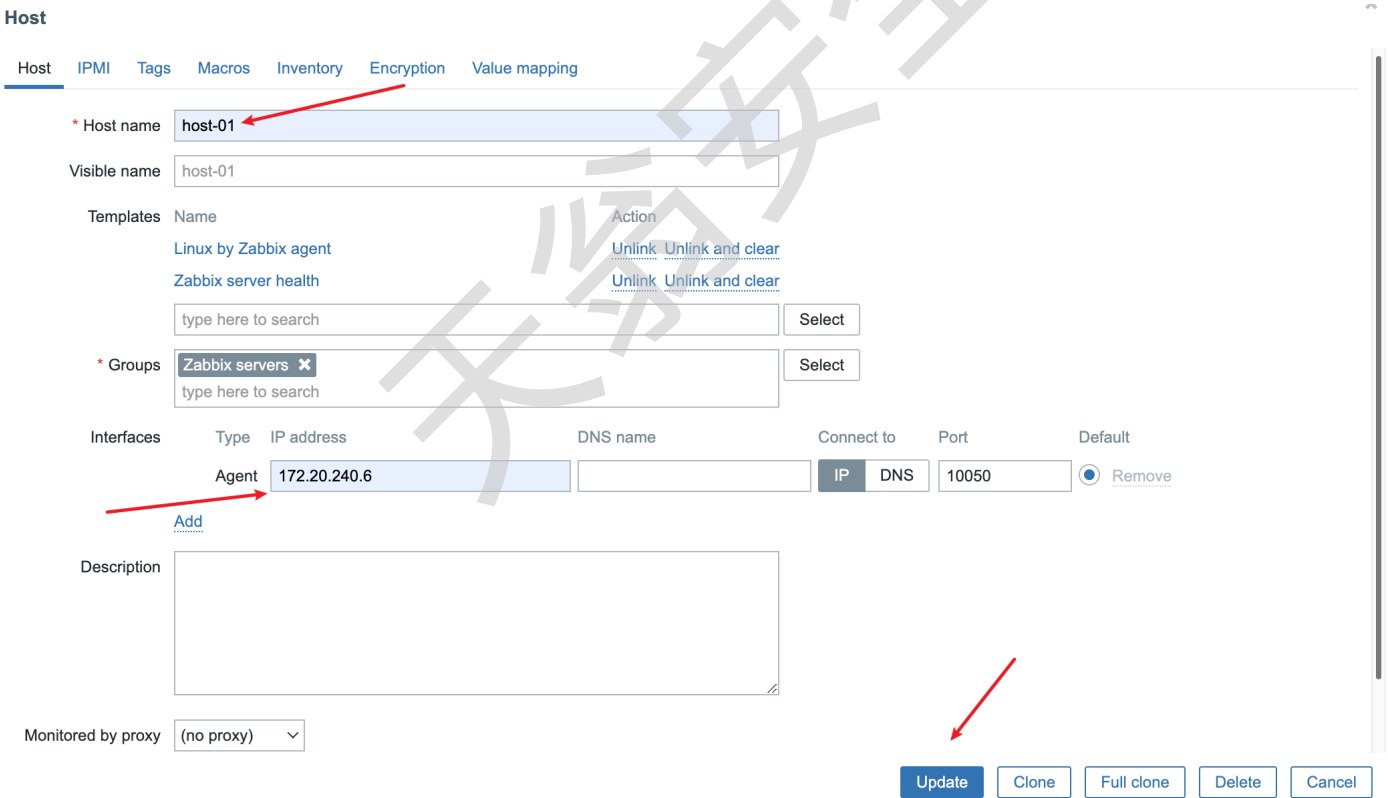 Host
Host IPMI Tags Macros Inventory Encryption Value mapping
* Host name host-01
Visible name host-01
Templates Name Action
Linux by Zabbix agent Unlink Unlink and clear
Zabbix server health Unlink Unlink and clear
type here to search Select
* Groups Zabbix servers Select
type here to search
Interfaces Type IP address DNS name Connect to Port Default
Agent 172.20.240.6 IP DNS 10050 Remove
Add
Description
Monitored by proxy (no proxy)
Update Clone Full clone Delete Cancel
天翁安全